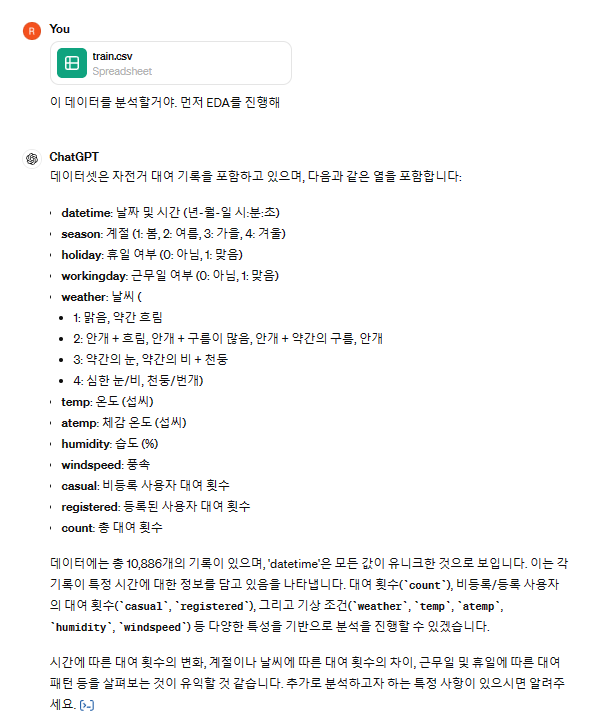 R
You
train.csv
Spreadsheet
이 데이터를 분석할거야. 먼저 EDA를 진행해
ChatGPT
데이터셋은 자전거 대여 기록을 포함하고 있으며, 다음과 같은 열을 포함합니다:
datetime: 날짜 및 시간 (년-월-일 시:분:초)
season: 계절 (1: 봄, 2: 여름, 3: 가을, 4: 겨울)
holiday: 휴일 여부 (0: 아님, 1: 맞음)
workingday: 근무일 여부 (0: 아님, 1: 맞음)
weather: 날씨 (
1: 맑음, 약간 흐림
2: 안개 + 흐림, 안개 + 구름이 많음, 안개 + 약간의 구름, 안개
3: 약간의 눈, 약간의 비 + 천둥
4: 심한 눈/비, 천둥/번개)
temp: 온도 (섭씨)
atemp: 체감 온도 (섭씨)
humidity: 습도 (%)
windspeed: 풍속
casual: 비등록 사용자 대여 횟수
registered: 등록된 사용자 대여 횟수
count: 총 대여 횟수
데이터에는 총 10,886개의 기록이 있으며, 'datetime'은 모든 값이 유니크한 것으로 보입니다. 이는 각
기록이 특정 시간에 대한 정보를 담고 있음을 나타냅니다. 대여 횟수(`count`), 비등록/등록 사용자
의 대여 횟수(`casual`, `registered`), 그리고 기상 조건(`weather`, `temp`, `atemp`,
`humidity`, `windspeed`) 등 다양한 특성을 기반으로 분석을 진행할 수 있겠습니다.
시간에 따른 대여 횟수의 변화, 계절이나 날씨에 따른 대여 횟수의 차이, 근무일 및 휴일에 따른 대여
패턴 등을 살펴보는 것이 유익할 것 같습니다. 추가로 분석하고자 하는 특정 사항이 있으시면 알려주
세요. [>-]